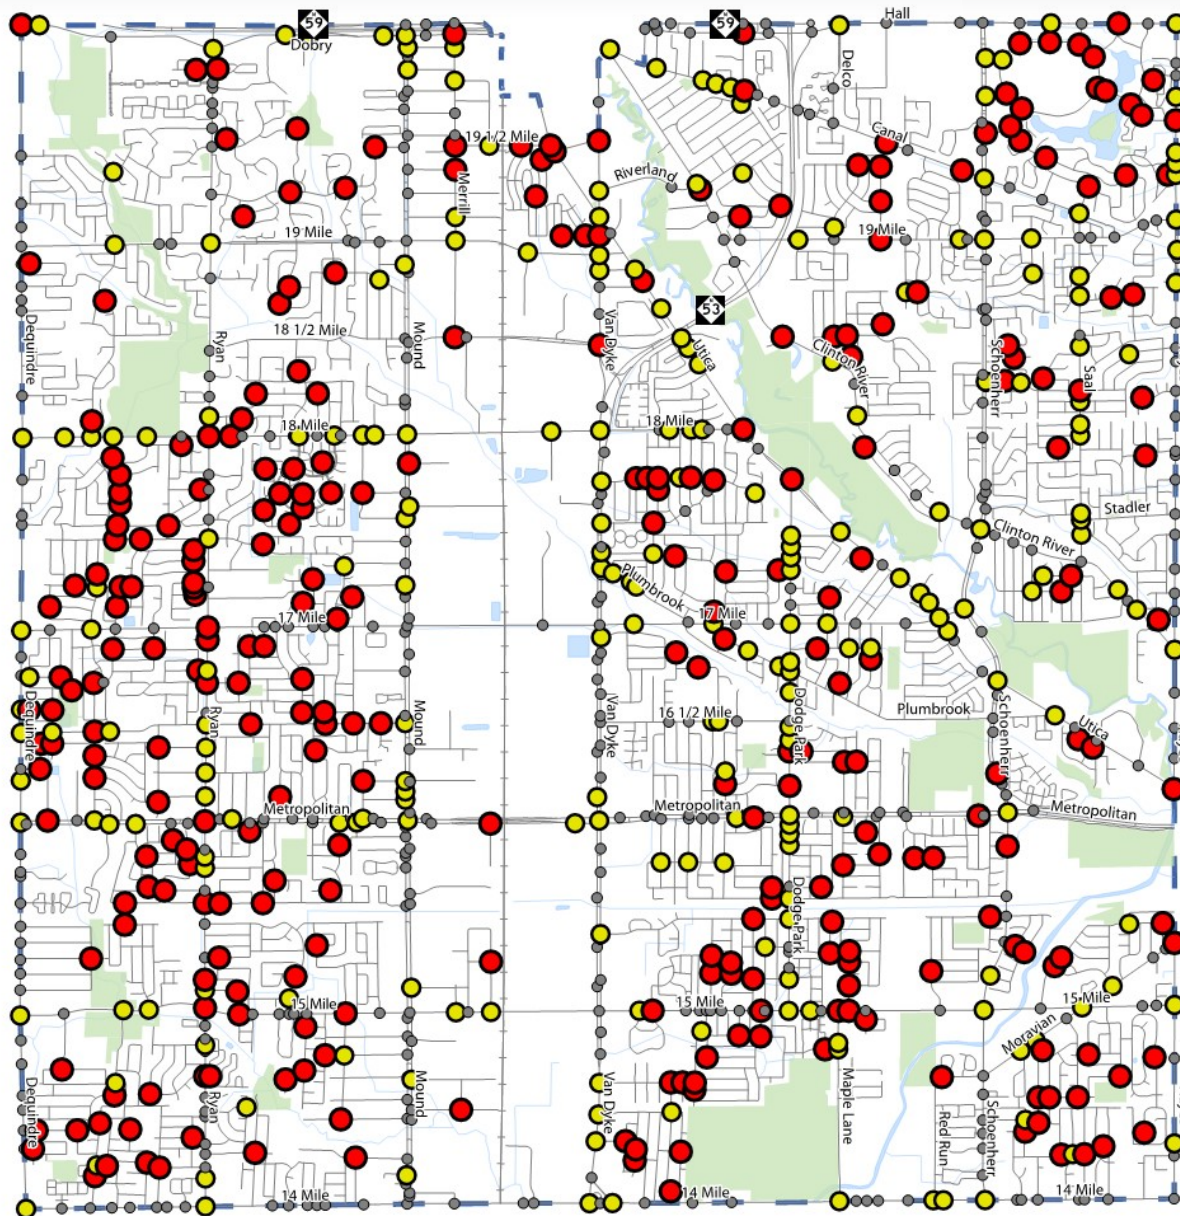 59
59
Hall
Dobry
Delco
Canal
19 1/2 Mile
Riverland
Merrill
19 Mile
19 Mile
53
Dequindre
Ryan
18 1/2 Mile
Mound
Van Dyke
Utica
Clinton River
Schoenherr
Saal
18 Mile
18 Mile
Stadler
Clinton River
Plumbrook
17 Mile
17 Mile
Dequindre
Ryan
Mound
Van Dyke
16 1/2 Mile
Dodge Park
Plumbrook
Schoenherr
Utica
Metropolitan
Metropolitan
Metropolitan
Dodge Park
15 Mile
15 Mile
15 Mile
Moravian
Dequindre
Ryan
Mound
Van Dyke
Maple Lane
Red Run
Schoenherr
14 Mile
14 Mile
14 Mile